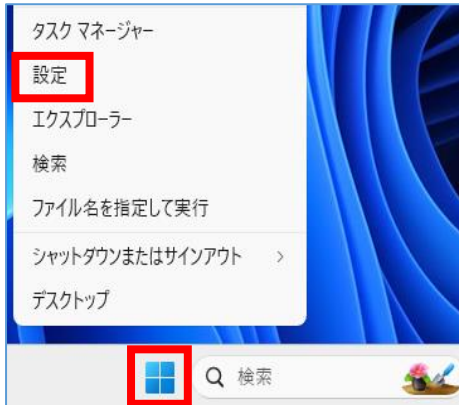 タスク マネージャー
設定
エクスプローラー
検索
ファイル名を指定して実行
シャットダウンまたはサインアウト
デスクトップ
検索